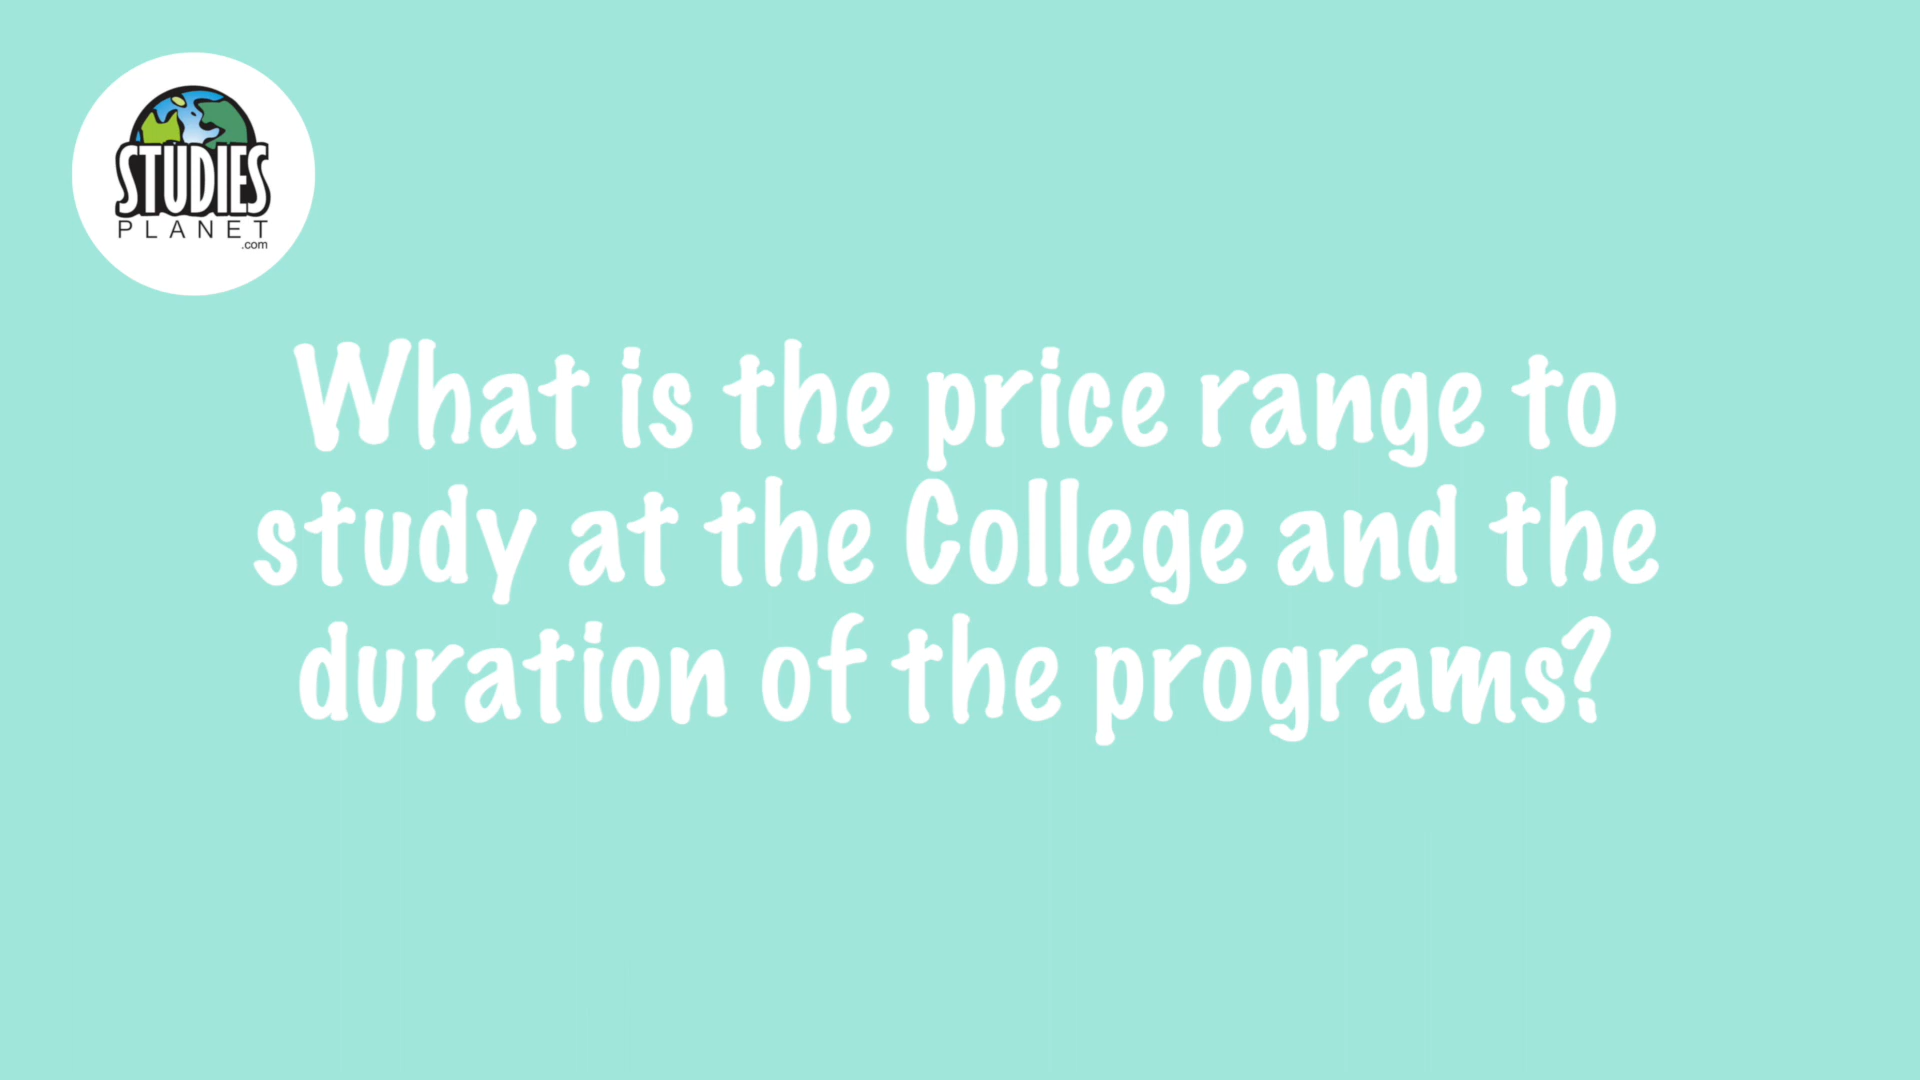 STUDIES
PLANET
.com
What is the price range to
study at the College and the
duration of the programs?